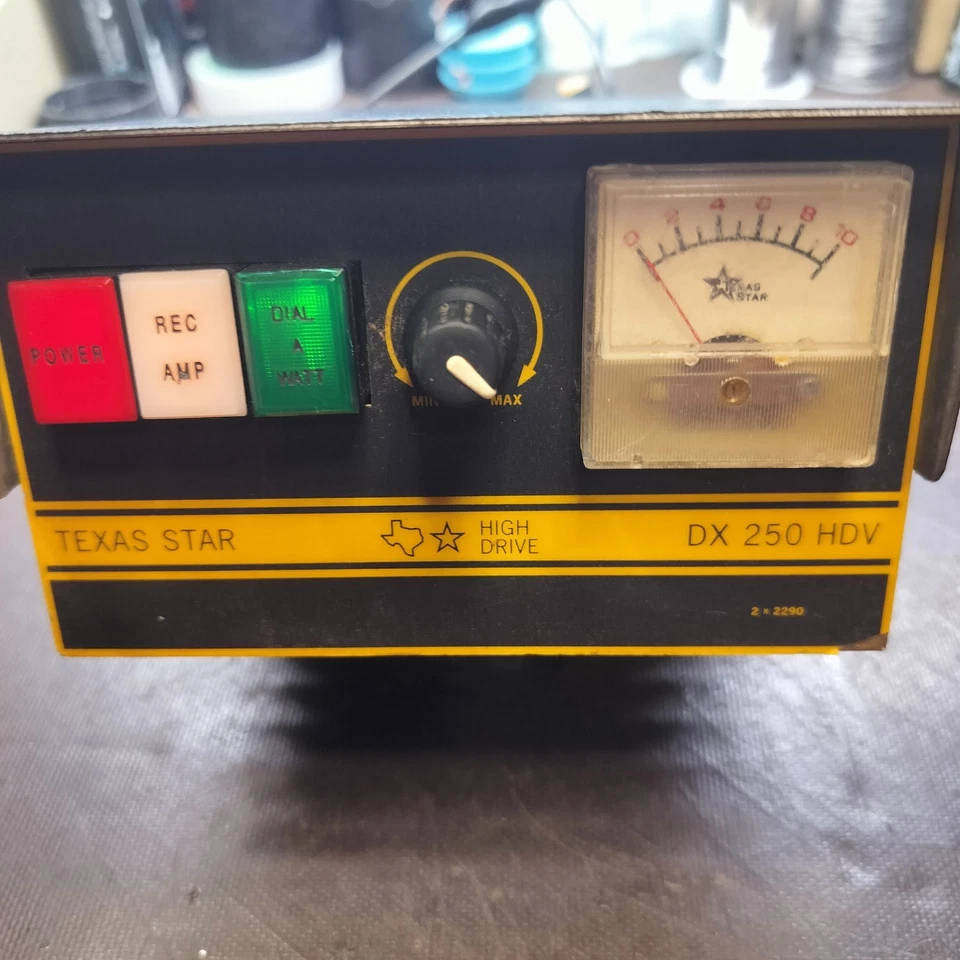 POWER
REC
AMP
DIAL
A
WATT
MIN
MAX
0 2 4 6 8 10
TEXAS
STAR
TEXAS STAR
HIGH
DRIVE
DX 250 HDV
2 x 2290